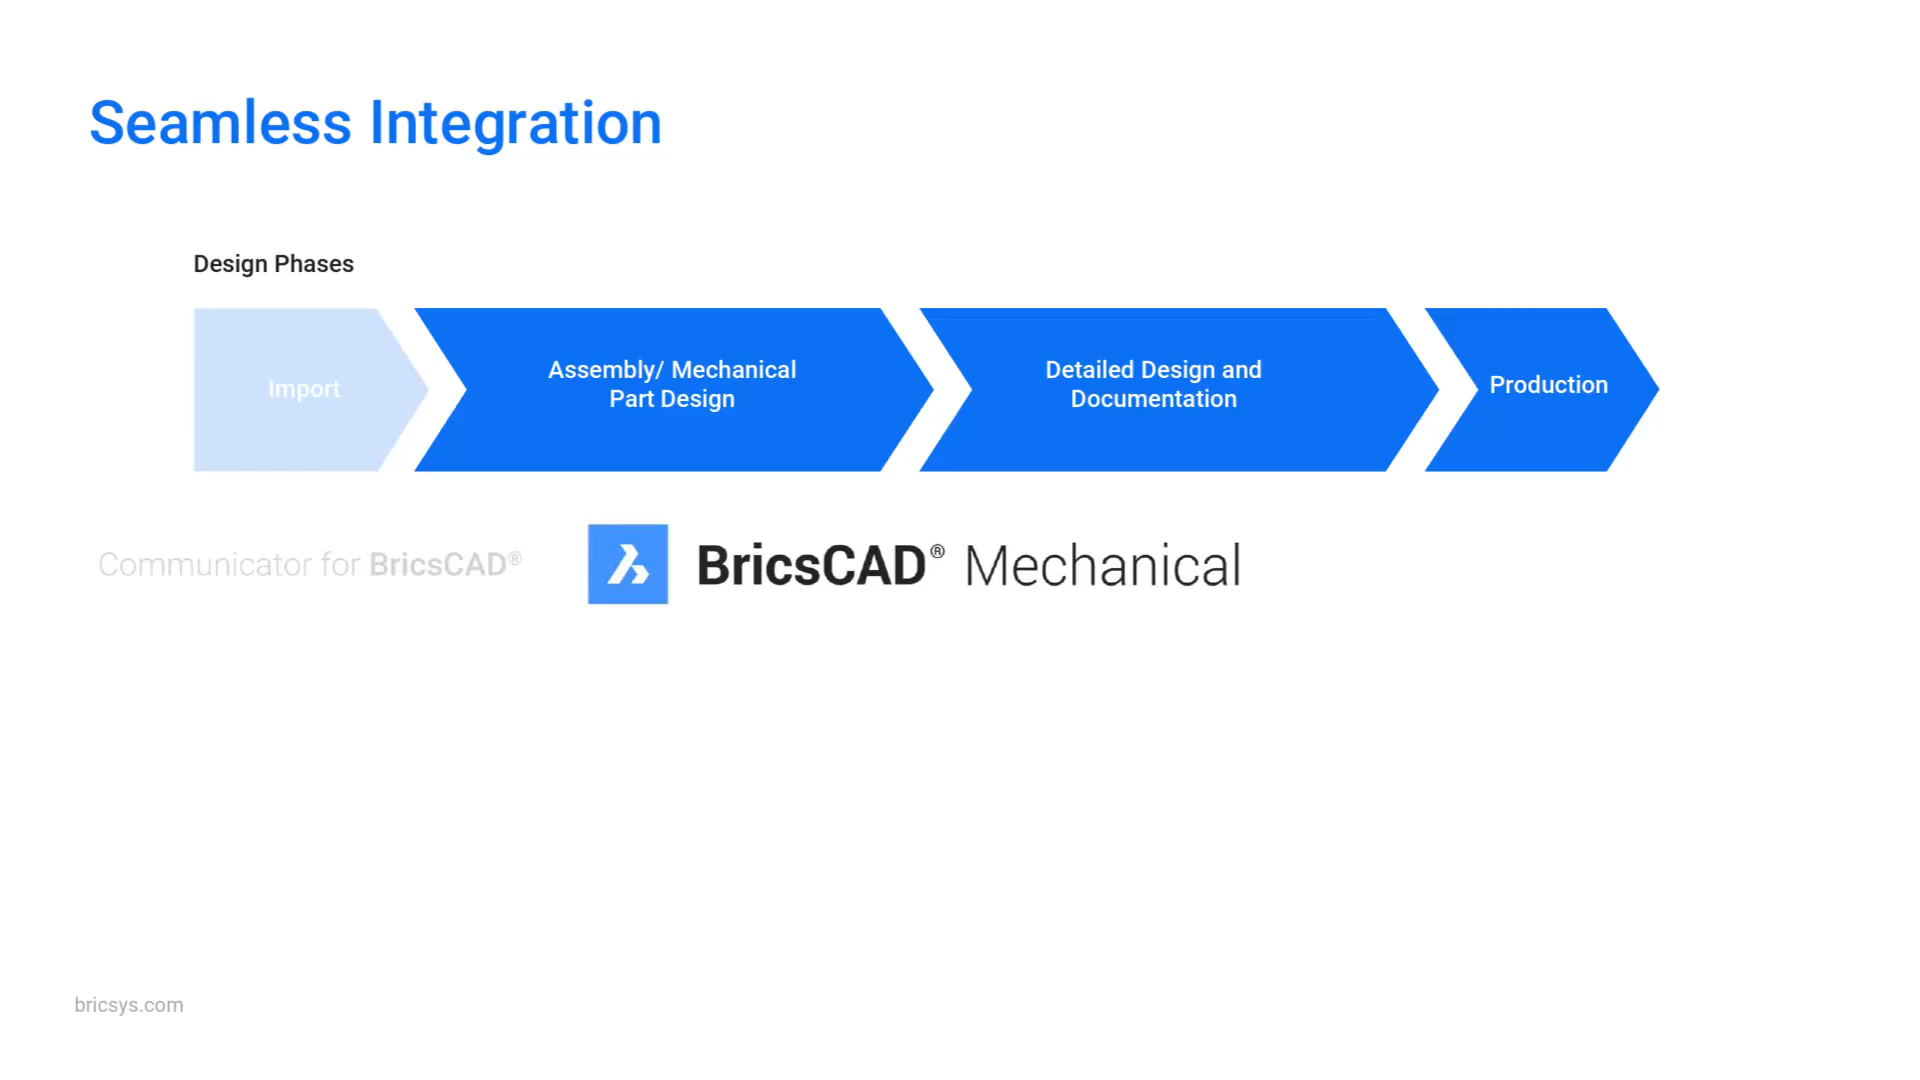 Seamless Integration
Design Phases
Import
Assembly/ Mechanical
Part Design
Detailed Design and
Documentation
Production
Communicator for BricsCAD®
BricsCAD® Mechanical
bricsys.com